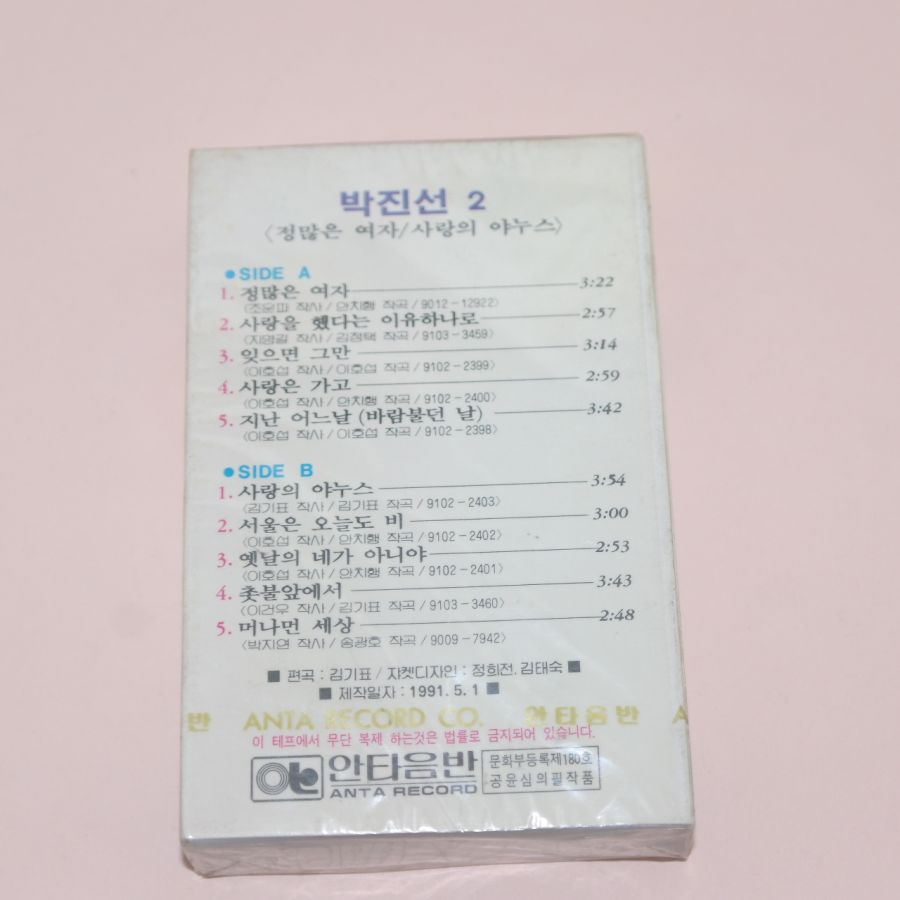 박진선 2
〈정많은 여자/사랑의 야누스〉
●SIDE A
1. 정많은 여자 3:22
〈조운파 작사/안치행 작곡/9012-12922〉
2. 사랑을 했다는 이유하나로 2:57
〈지명길 작사/김정택 작곡/9103-3459〉
3. 잊으면 그만 3:14
〈이호섭 작사/이호섭 작곡/9102-2399〉
4. 사랑은 가고 2:59
〈이호섭 작사/안치행 작곡/9102-2400〉
5. 지난 어느날 (바람불던 날) 3:42
〈이호섭 작사/이호섭 작곡/9102-2398〉
●SIDE B
1. 사랑의 야누스 3:54
〈김기표 작사/김기표 작곡/9102-2403〉
2. 서울은 오늘도 비 3:00
〈이호섭 작사/안치행 작곡/9102-2402〉
3. 옛날의 네가 아니야 2:53
〈이호섭 작사/안치행 작곡/9102-2401〉
4. 촛불앞에서 3:43
〈이건우 작사/김기표 작곡/9103-3460〉
5. 머나먼 세상 2:48
〈박지연 작사/송광호 작곡/9009-7942〉
■ 편곡 : 김기표 / 자켓디자인 : 정희전, 김태숙 ■
■ 제작일자 : 1991. 5. 1 ■
반 ANTA RECORD CO. 안타음반 A
이 테프에서 무단 복제 하는것은 법률로 금지되어 있습니다.
안타음반
ANTA RECORD
문화부등록제180호
공윤심의필작품